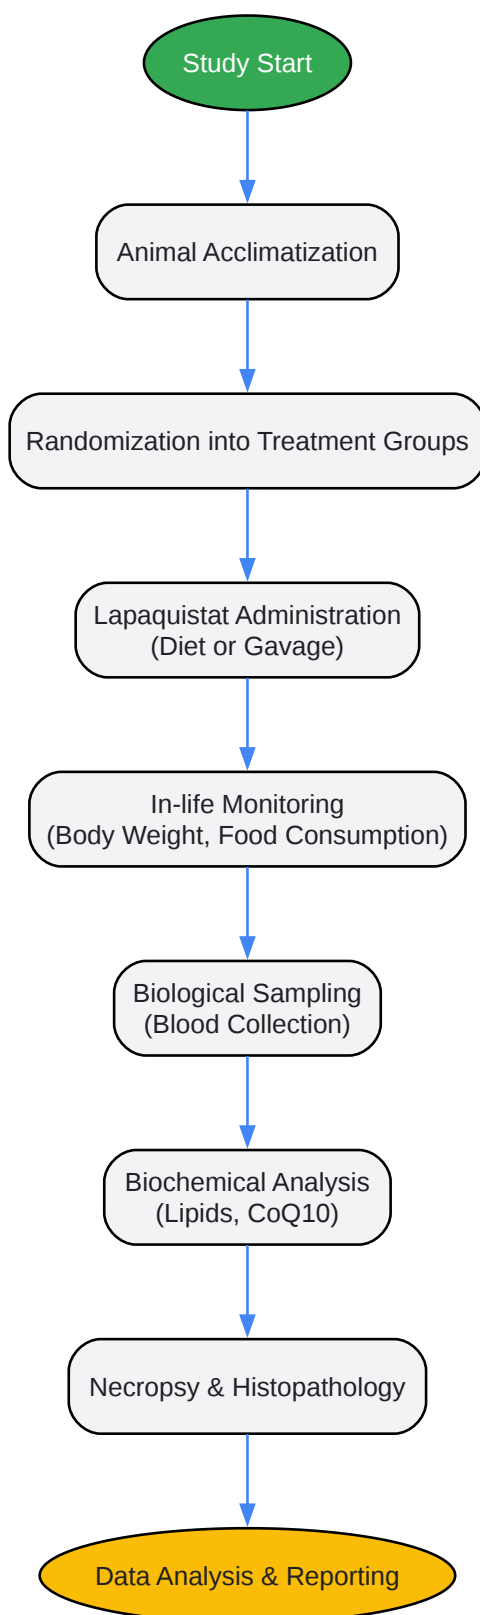 Study Start
Animal Acclimatization
Randomization into Treatment Groups
Lapaquistat Administration
(Diet or Gavage)
In-life Monitoring
(Body Weight, Food Consumption)
Biological Sampling
(Blood Collection)
Biochemical Analysis
(Lipids, CoQ10)
Necropsy & Histopathology
Data Analysis & Reporting